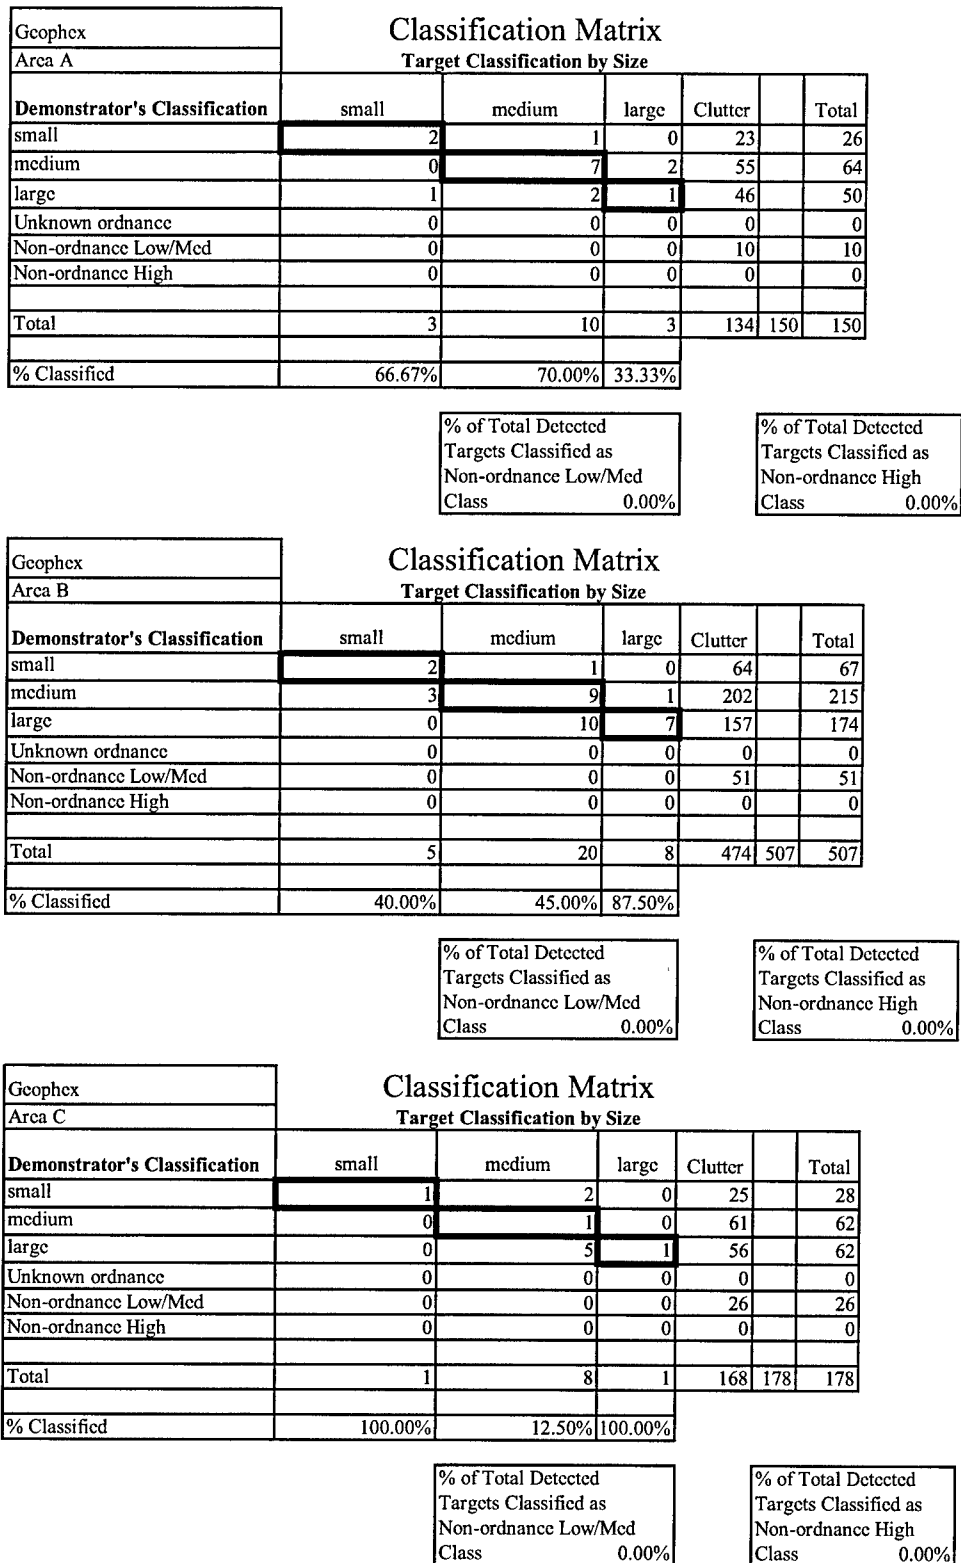 Geophex
Classification Matrix
Area A
Target Classification by Size
Demonstrator's Classification small medium large Clutter Total
small 2 1 0 23 26
medium 0 7 2 55 64
large 1 2 1 46 50
Unknown ordnance 0 0 0 0 0
Non-ordnance Low/Med 0 0 0 10 10
Non-ordnance High 0 0 0 0 0
Total 3 10 3 134 150 150
% Classified 66.67% 70.00% 33.33%
% of Total Detected
Targets Classified as
Non-ordnance Low/Med
Class 0.00%
% of Total Detected
Targets Classified as
Non-ordnance High
Class 0.00%
Geophex
Classification Matrix
Area B
Target Classification by Size
Demonstrator's Classification small medium large Clutter Total
small 2 1 0 64 67
medium 3 9 1 202 215
large 0 10 7 157 174
Unknown ordnance 0 0 0 0 0
Non-ordnance Low/Med 0 0 0 51 51
Non-ordnance High 0 0 0 0 0
Total 5 20 8 474 507 507
% Classified 40.00% 45.00% 87.50%
% of Total Detected
Targets Classified as
Non-ordnance Low/Med
Class 0.00%
% of Total Detected
Targets Classified as
Non-ordnance High
Class 0.00%
Geophex
Classification Matrix
Area C
Target Classification by Size
Demonstrator's Classification small medium large Clutter Total
small 1 2 0 25 28
medium 0 1 0 61 62
large 0 5 1 56 62
Unknown ordnance 0 0 0 0 0
Non-ordnance Low/Med 0 0 0 26 26
Non-ordnance High 0 0 0 0 0
Total 1 8 1 168 178 178
% Classified 100.00% 12.50% 100.00%
% of Total Detected
Targets Classified as
Non-ordnance Low/Med
Class 0.00%
% of Total Detected
Targets Classified as
Non-ordnance High
Class 0.00%